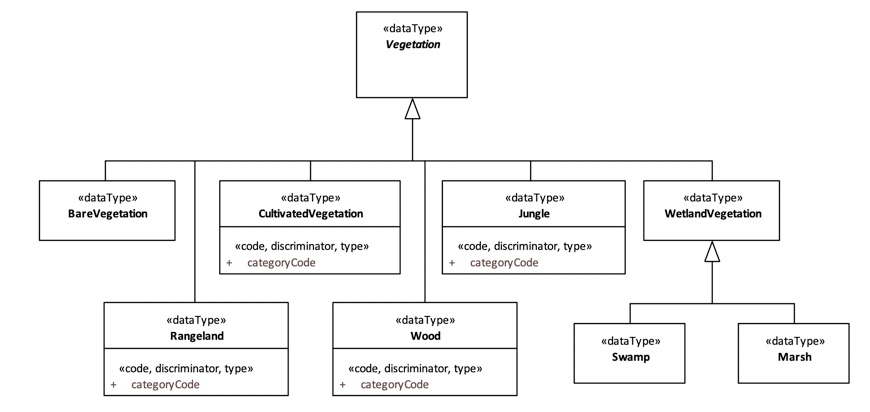 «dataType»
Vegetation
«dataType»
BareVegetation
«dataType»
CultivatedVegetation
«code, discriminator, type»
+ categoryCode
«dataType»
Jungle
«code, discriminator, type»
+ categoryCode
«dataType»
WetlandVegetation
«dataType»
Rangeland
«code, discriminator, type»
+ categoryCode
«dataType»
Wood
«code, discriminator, type»
+ categoryCode
«dataType»
Swamp
«dataType»
Marsh